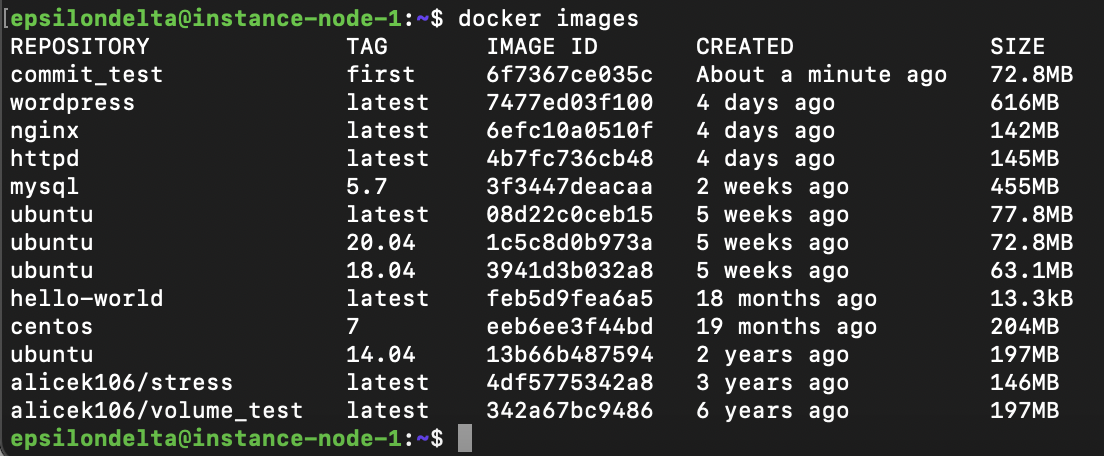 [epsilondelta@instance-node-1:~$ docker images
REPOSITORY TAG IMAGE ID CREATED SIZE
commit_test first 6f7367ce035c About a minute ago 72.8MB
wordpress latest 7477ed03f100 4 days ago 616MB
nginx latest 6efc10a0510f 4 days ago 142MB
httpd latest 4b7fc736cb48 4 days ago 145MB
mysql 5.7 3f3447deacaa 2 weeks ago 455MB
ubuntu latest 08d22c0ceb15 5 weeks ago 77.8MB
ubuntu 20.04 1c5c8d0b973a 5 weeks ago 72.8MB
ubuntu 18.04 3941d3b032a8 5 weeks ago 63.1MB
hello-world latest feb5d9fea6a5 18 months ago 13.3kB
centos 7 eeb6ee3f44bd 19 months ago 204MB
ubuntu 14.04 13b66b487594 2 years ago 197MB
alicek106/stress latest 4df5775342a8 3 years ago 146MB
alicek106/volume_test latest 342a67bc9486 6 years ago 197MB
epsilondelta@instance-node-1:~$